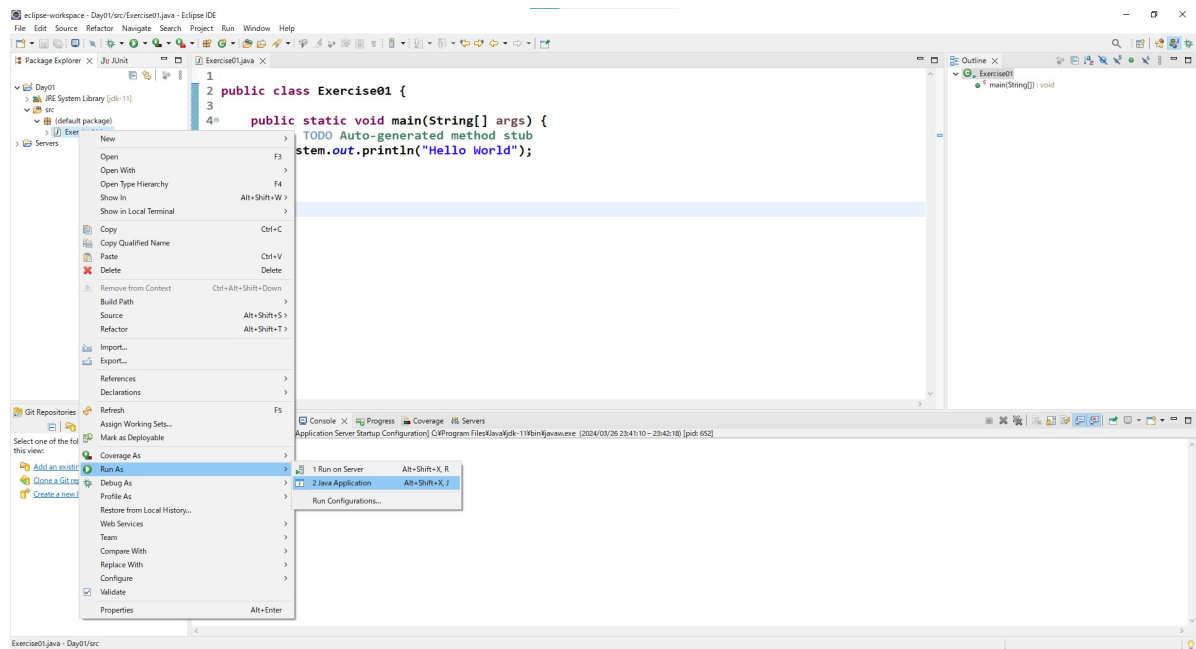 eclipse-workspace - Day01/src/Exercise01.java - Eclipse IDE
File Edit Source Refactor Navigate Search Project Run Window Help
Package Explorer
JUnit
Day01
JRE System Library [jdk-11]
src
(default package)
Servers
Exercise01.java
1
2 public class Exercise01 {
3
4 public static void main(String[] args) {
TODO Auto-generated method stub
stem.out.println("Hello World");
Outline
Exercise01
main(String[]) : void
New
Open F3
Open With
Open Type Hierarchy F4
Show In Alt+Shift+W
Show in Local Terminal
Copy Ctrl+C
Copy Qualified Name
Paste Ctrl+V
Delete Delete
Remove from Context Ctrl+Alt+Shift+Down
Build Path
Source Alt+Shift+S
Refactor Alt+Shift+T
Import...
Export...
References
Declarations
Refresh F5
Assign Working Sets...
Mark as Deployable
Coverage As
Run As
Debug As
Profile As
Restore from Local History...
Web Services
Team
Compare With
Replace With
Configure
Validate
Properties Alt+Enter
1 Run on Server Alt+Shift+X, R
2 Java Application Alt+Shift+X, J
Run Configurations...
Git Repositories
Select one of the fol
this view:
Add an existin
Clone a Git rep
Create a new l
Console Progress Coverage Servers
Application Server Startup Configuration] C:¥Program Files¥Java¥jdk-11¥bin¥javaw.exe (2024/03/26 23:41:10 – 23:42:18) [pid: 652]
Exercise01.java - Day01/src